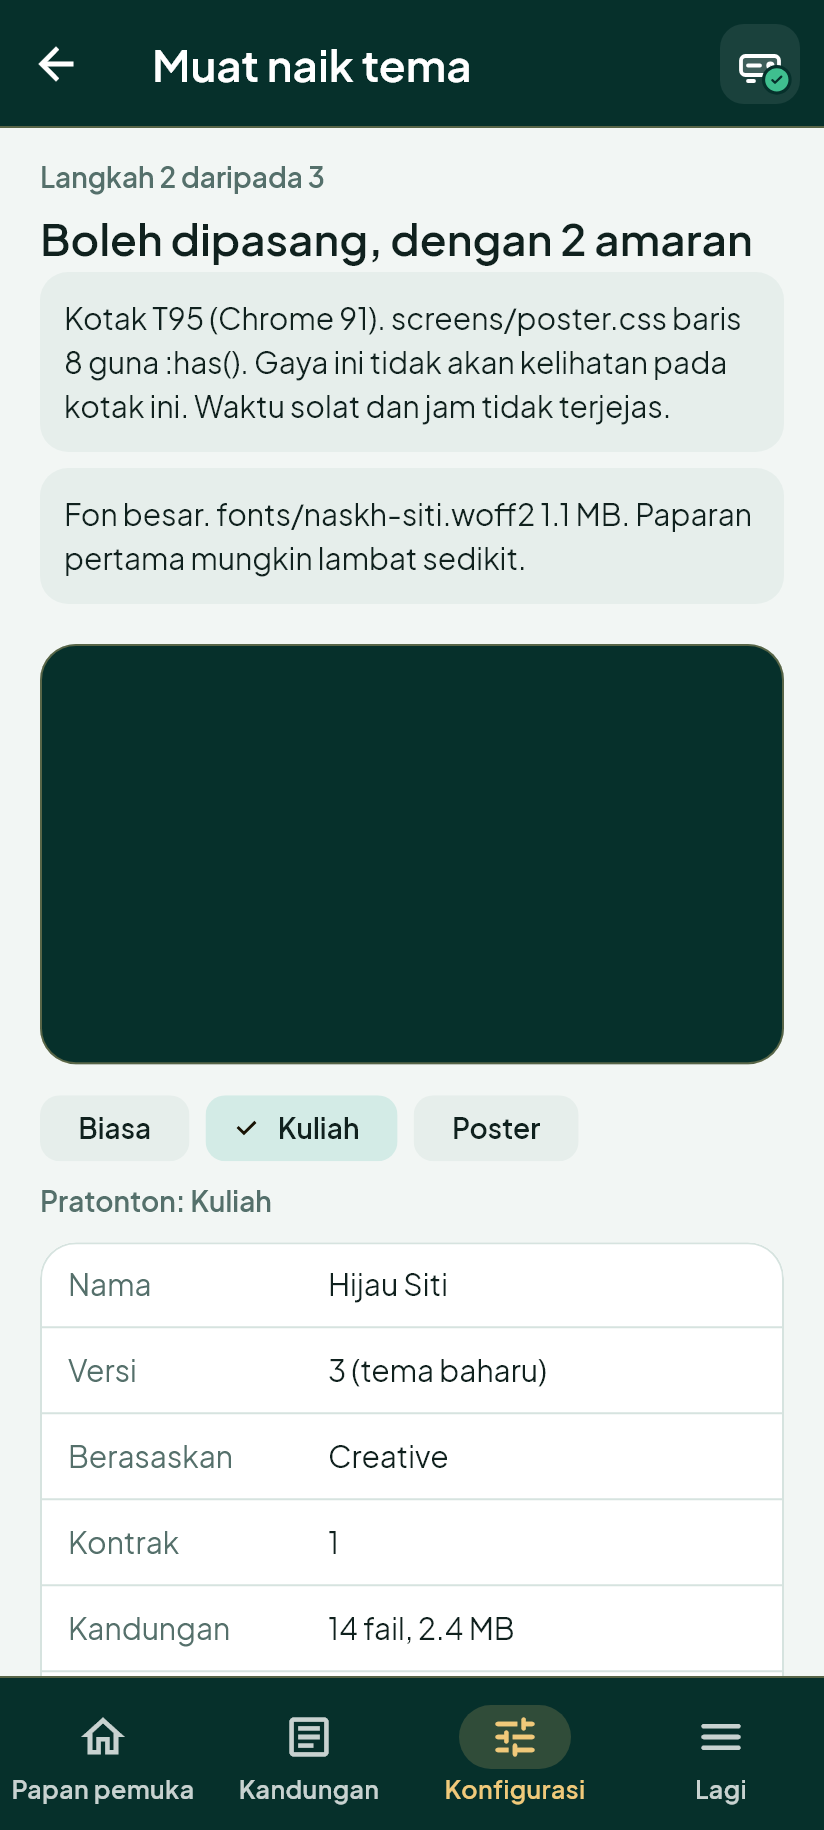 Muat naik tema
Langkah 2 daripada 3
Boleh dipasang, dengan 2 amaran
Kotak T95 (Chrome 91). screens/poster.css baris
8 guna :has(). Gaya ini tidak akan kelihatan pada
kotak ini. Waktu solat dan jam tidak terjejas.
Fon besar. fonts/naskh-siti.woff2 1.1 MB. Paparan
pertama mungkin lambat sedikit.
Biasa
Kuliah
Poster
Pratonton: Kuliah
Nama
Hijau Siti
Versi
3 (tema baharu)
Berasaskan
Creative
Kontrak
1
Kandungan
14 fail, 2.4 MB
Papan pemuka
Kandungan
Konfigurasi
Lagi